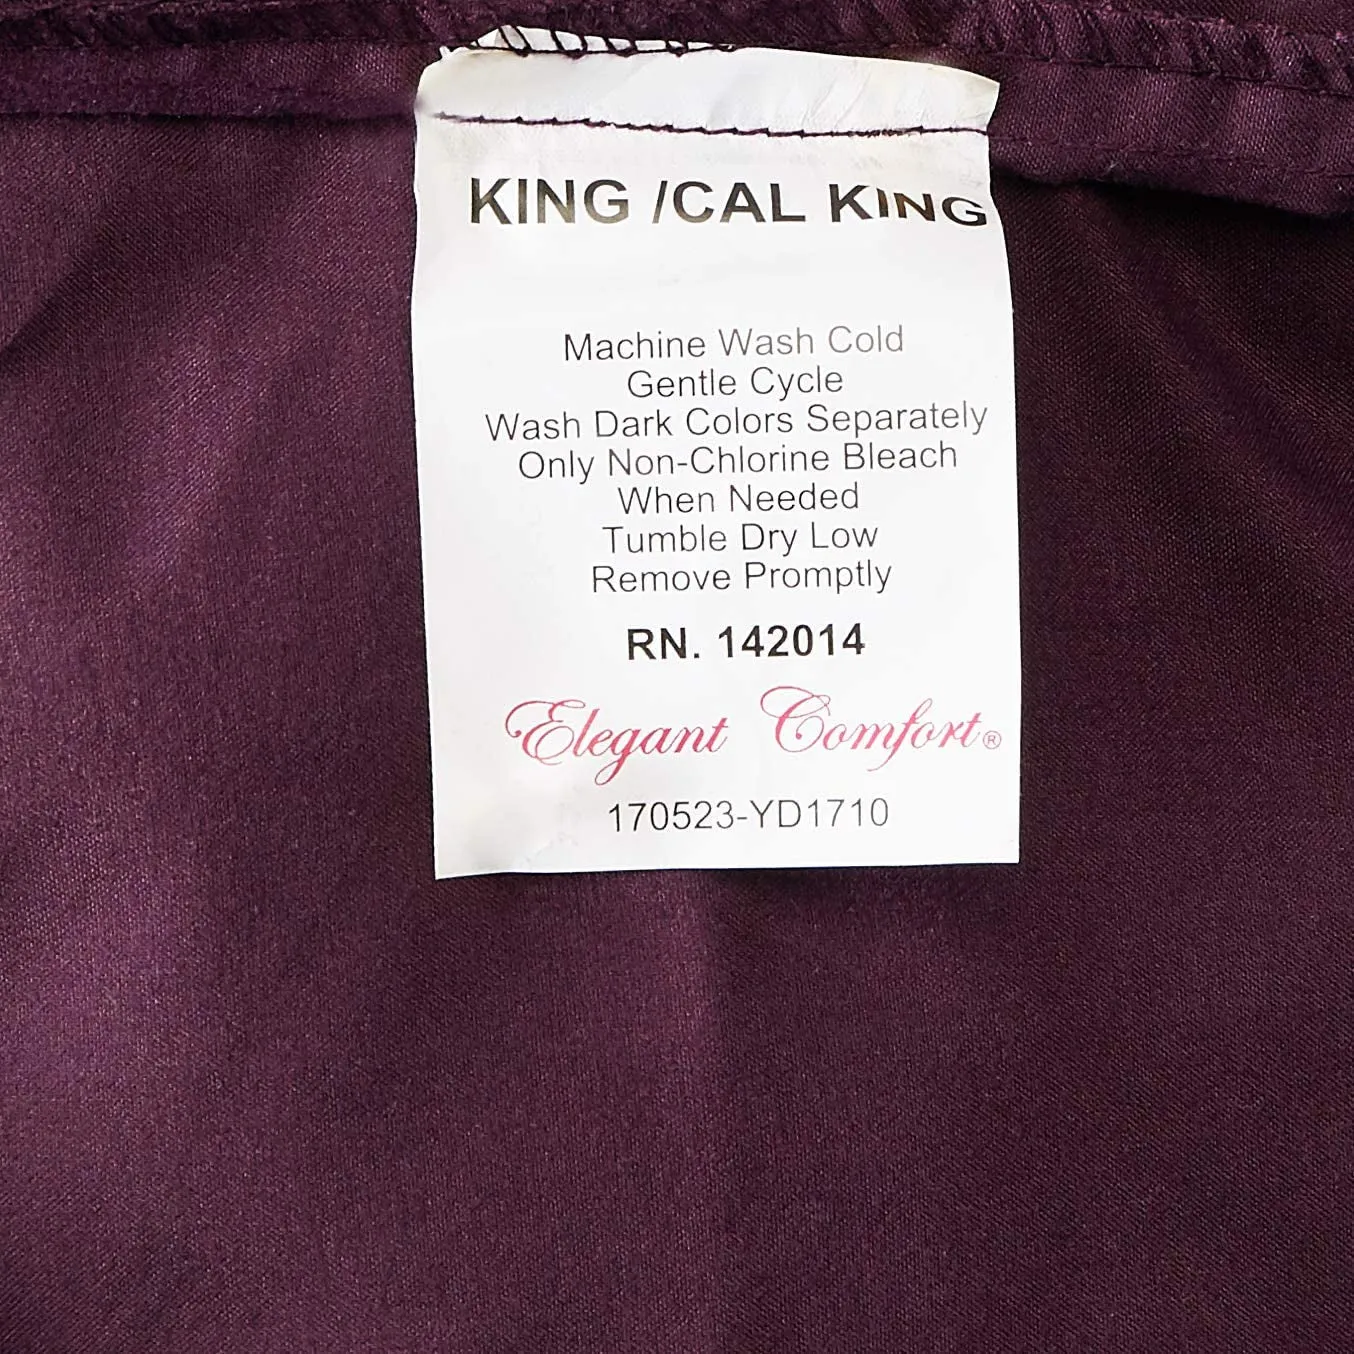 KING /CAL KING
Machine Wash Cold
Gentle Cycle
Wash Dark Colors Separately
Only Non-Chlorine Bleach
When Needed
Tumble Dry Low
Remove Promptly
RN. 142014
Elegant Comfort®
170523-YD1710